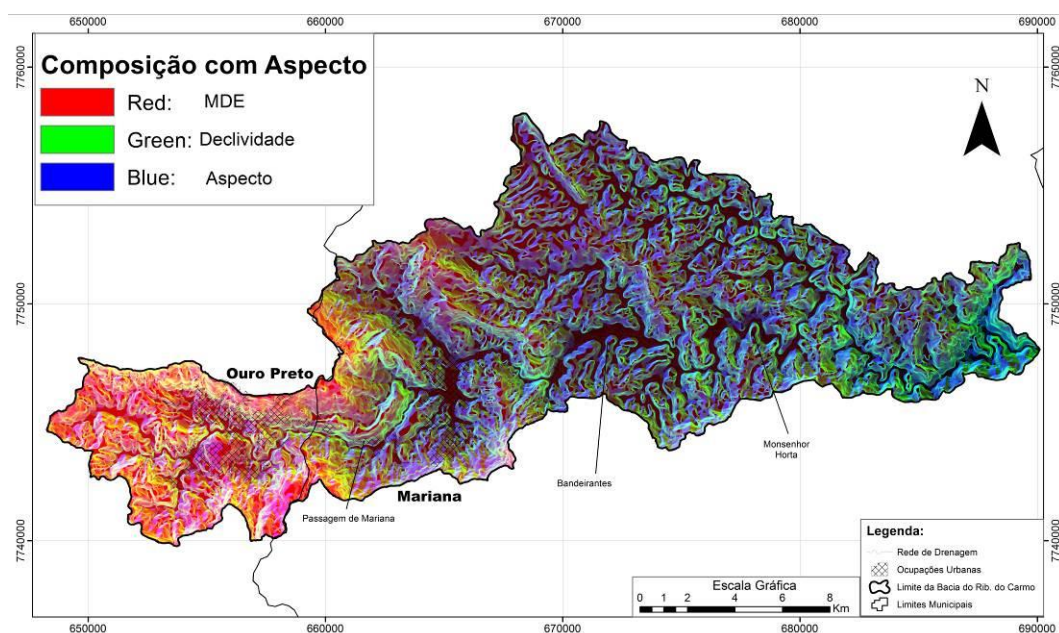 650000 660000 670000 680000 690000
7760000 7760000
Composição com Aspecto
Red: MDE
Green: Declividade
Blue: Aspecto
N
7750000 7750000
Ouro Preto
Monsenhor
Horta
Bandeirantes
Mariana
Passagem de Mariana
7740000 7740000
Legenda:
Rede de Drenagem
Ocupações Urbanas
Limite da Bacia do Rib. do Carmo
Limites Municipais
Escala Gráfica
0 1 2 4 6 8
Km
650000 660000 670000 680000 690000